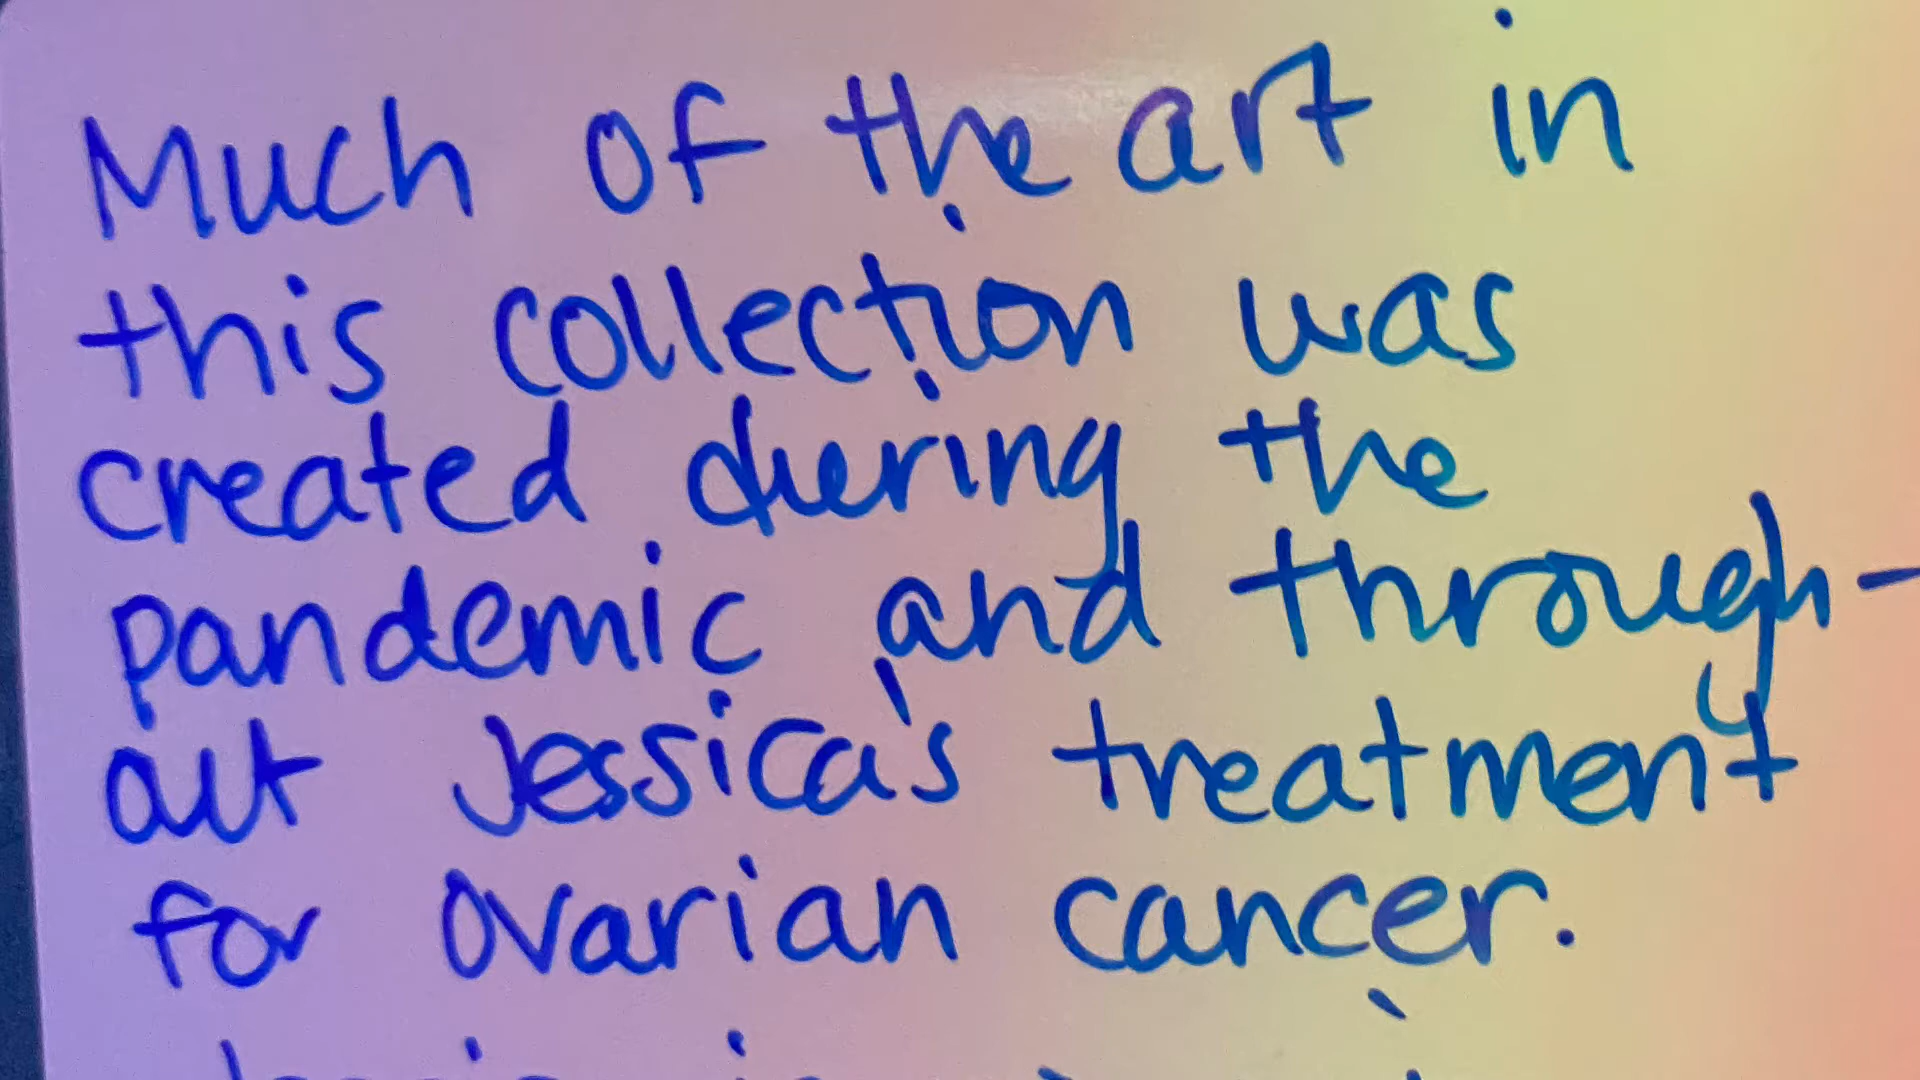 Much of the art in
this collection was
created during the
pandemic and through-
out Jessica's treatment
for ovarian cancer.